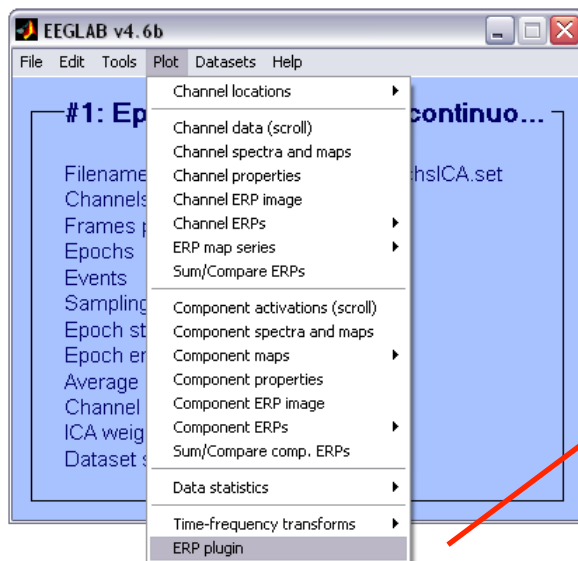 EEGLAB v4.6b
File Edit Tools Plot Datasets Help
#1: Ep continuo...
Filename hsICA.set
Channels
Frames
Epochs
Events
Sampling
Epoch
Epoch
Average
Channel
ICA
Dataset
Channel locations
Channel data (scroll)
Channel spectra and maps
Channel properties
Channel ERP image
Channel ERPs
ERP map series
Sum/Compare ERPs
Component activations (scroll)
Component spectra and maps
Component maps
Component properties
Component ERP image
Component ERPs
Sum/Compare comp. ERPs
Data statistics
Time-frequency transforms
ERP plugin